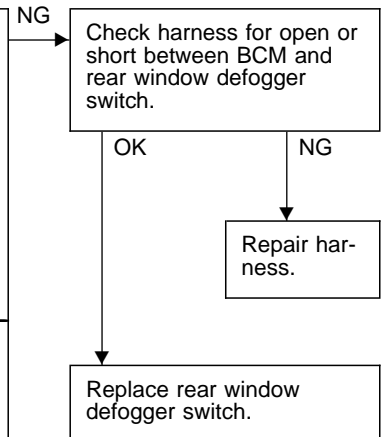 NG
Check harness for open or
short between BCM and
rear window defogger
switch.
OK
NG
Repair har-
ness.
Replace rear window
defogger switch.